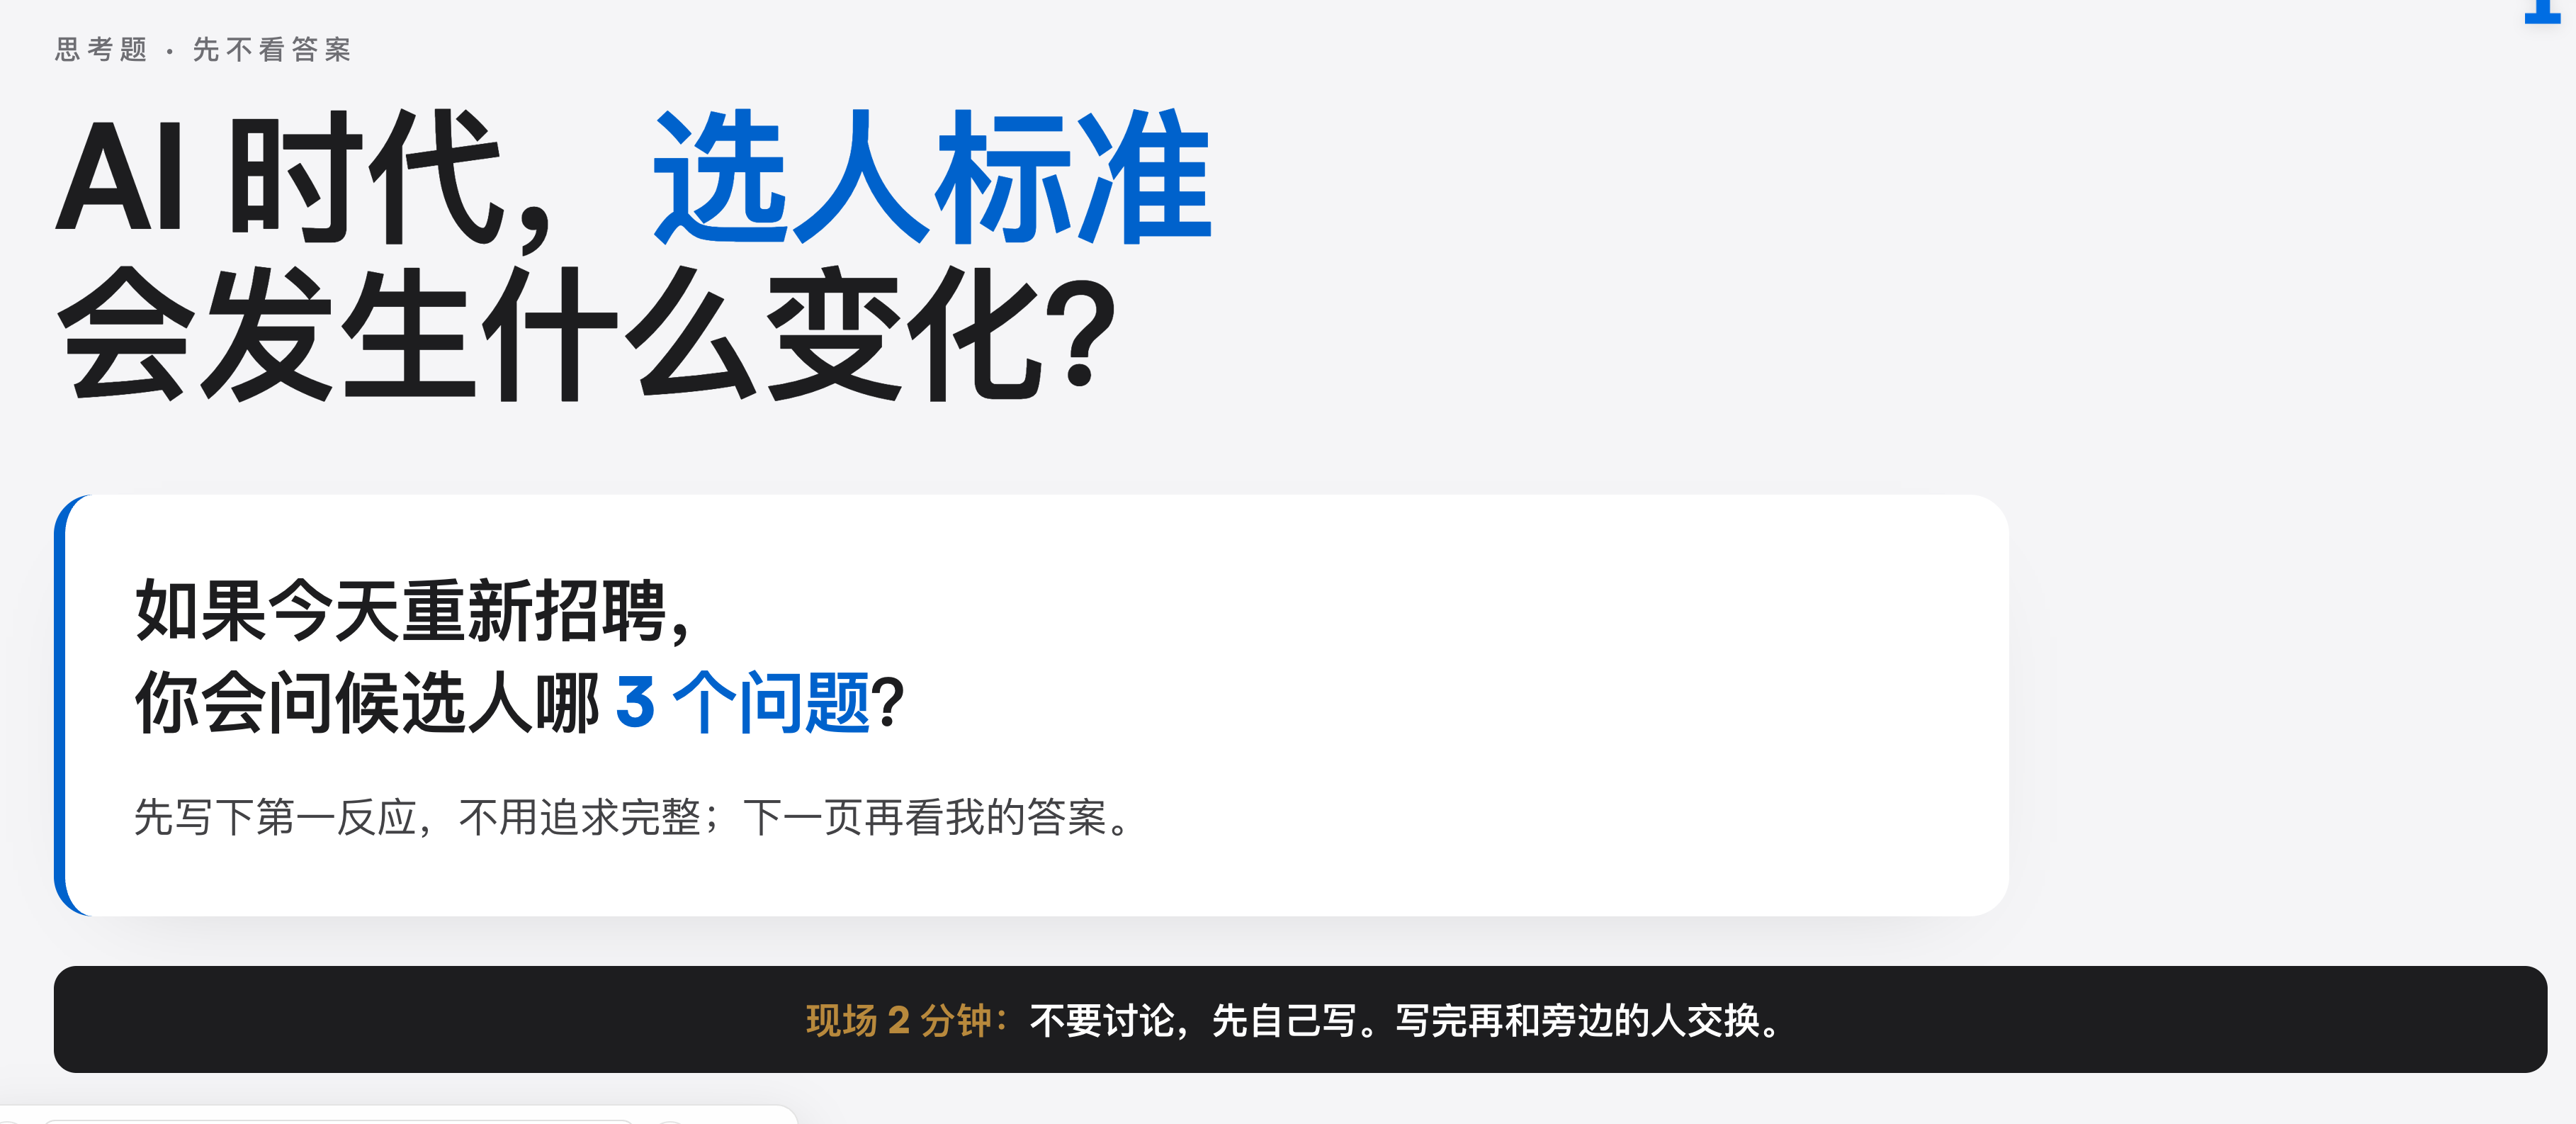 思考题 · 先不看答案
AI 时代，选人标准
会发生什么变化？
如果今天重新招聘，
你会问候选人哪 3 个问题？
先写下第一反应，不用追求完整；下一页再看我的答案。
现场 2 分钟：不要讨论，先自己写。写完再和旁边的人交换。